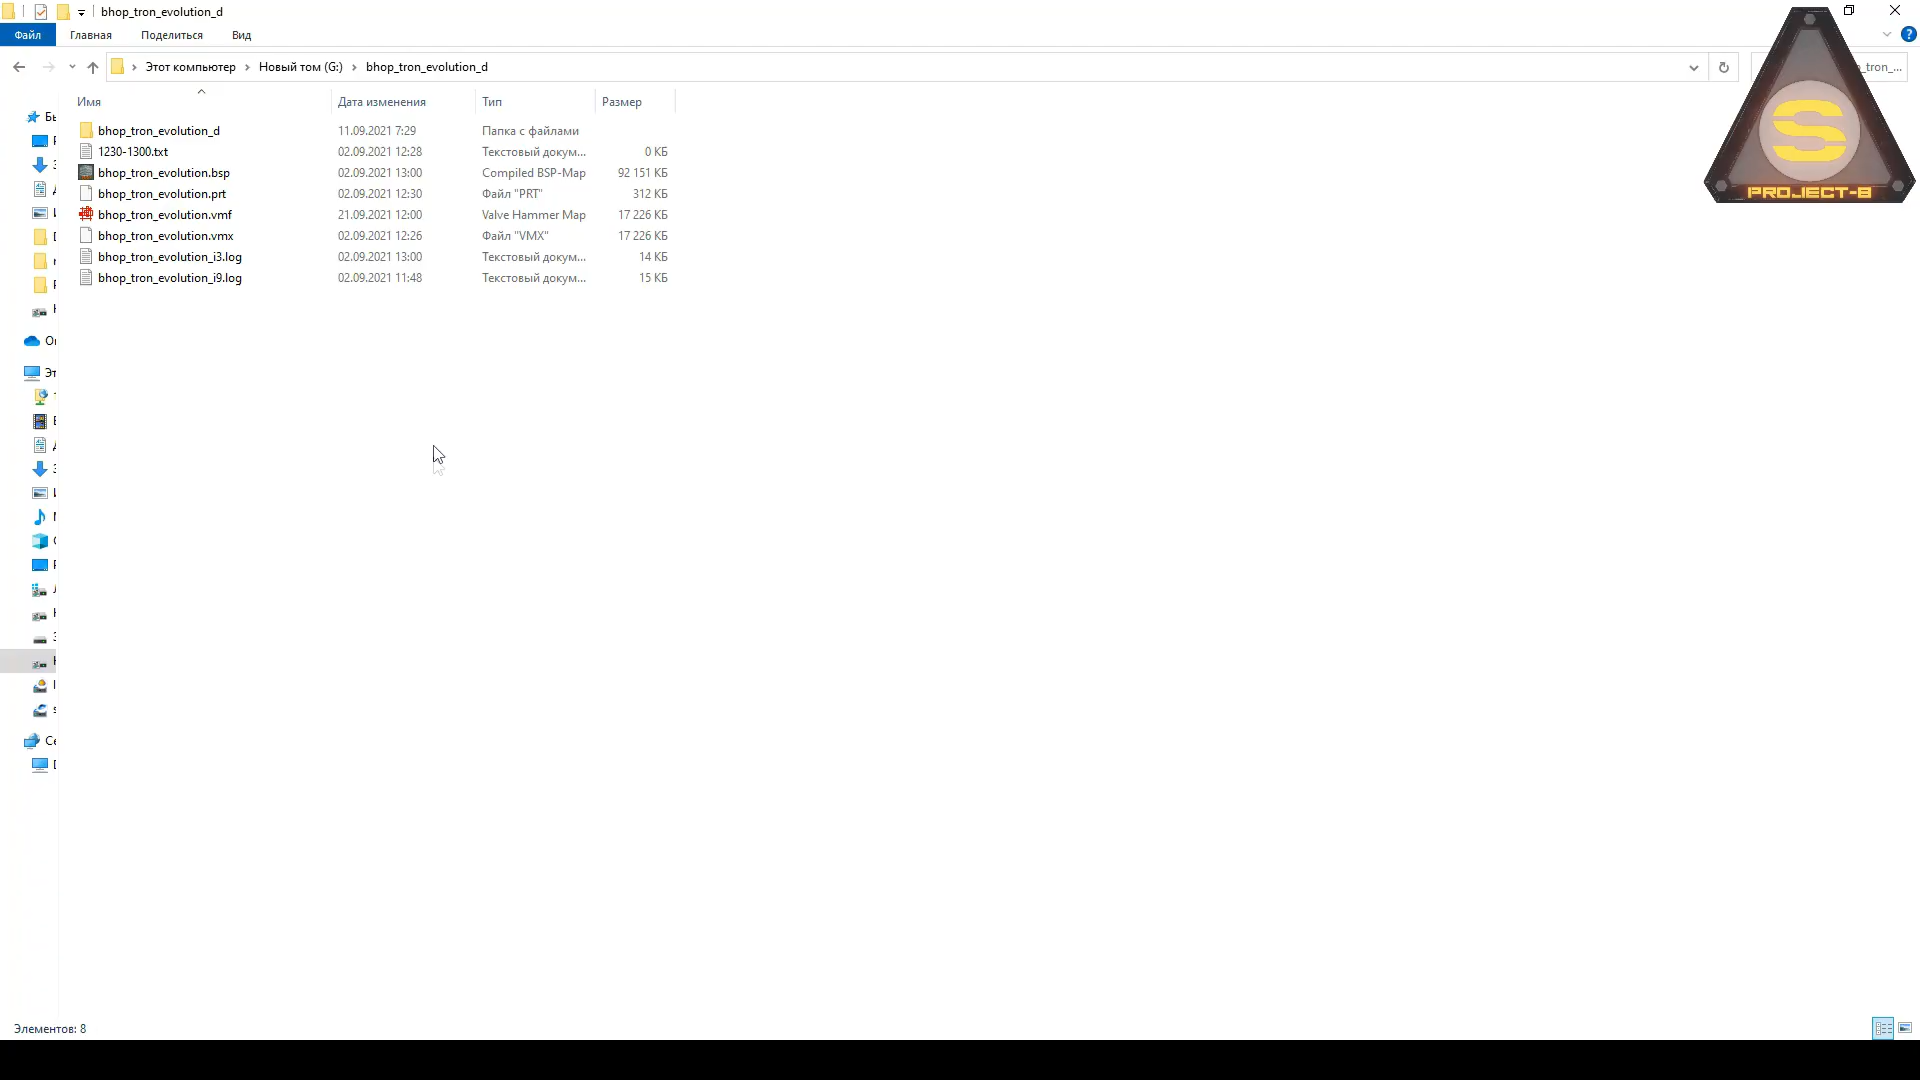 bhop_tron_evolution_d
Файл Главная Поделиться Вид
Этот компьютер Новый том (G:) bhop_tron_evolution_d
Имя Дата изменения Тип Размер
bhop_tron_evolution_d 11.09.2021 7:29 Папка с файлами
1230-1300.txt 02.09.2021 12:28 Текстовый докум... 0 КБ
bhop_tron_evolution.bsp 02.09.2021 13:00 Compiled BSP-Map 92 151 КБ
bhop_tron_evolution.prt 02.09.2021 12:30 Файл "PRT" 312 КБ
bhop_tron_evolution.vmf 21.09.2021 12:00 Valve Hammer Map 17 226 КБ
bhop_tron_evolution.vmx 02.09.2021 12:26 Файл "VMX" 17 226 КБ
bhop_tron_evolution_i3.log 02.09.2021 13:00 Текстовый докум... 14 КБ
bhop_tron_evolution_i9.log 02.09.2021 11:48 Текстовый докум... 15 КБ
S
PROJECT-8
Элементов: 8